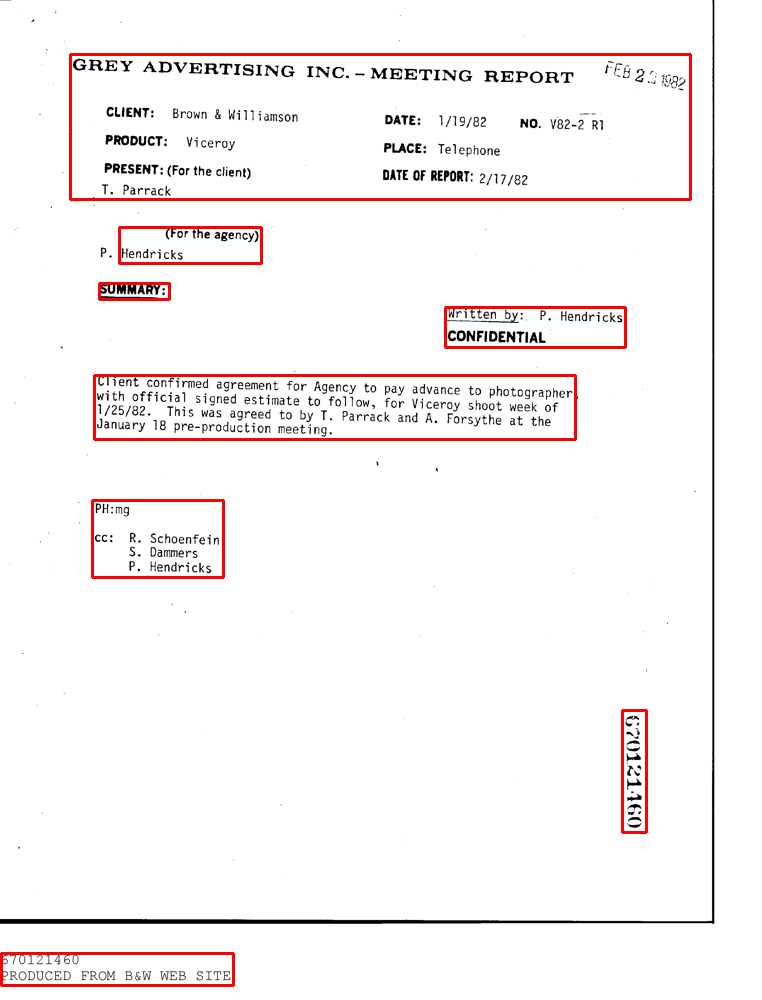 GREY ADVERTISING INC. – MEETING REPORT
FEB 23 1982
CLIENT: Brown & Williamson
DATE: 1/19/82 NO. V82-2 R1
PRODUCT: Viceroy
PLACE: Telephone
PRESENT: (For the client)
DATE OF REPORT: 2/17/82
T. Parrack
(For the agency)
P. Hendricks
SUMMARY:
Written by: P. Hendricks
CONFIDENTIAL
Client confirmed agreement for Agency to pay advance to photographer,
with official signed estimate to follow, for Viceroy shoot week of
1/25/82. This was agreed to by T. Parrack and A. Forsythe at the
January 18 pre-production meeting.
PH:mg
cc: R. Schoenfein
S. Dammers
P. Hendricks
670121460
670121460
PRODUCED FROM B&W WEB SITE